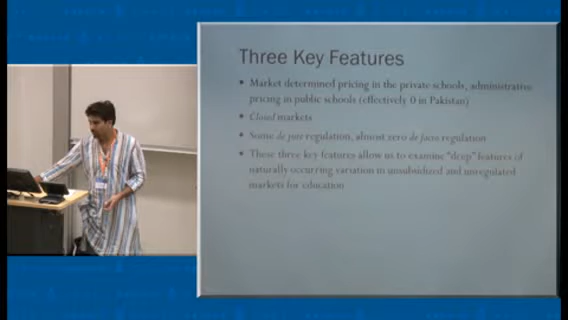 Three Key Features
• Market determined pricing in the private schools, administrative
pricing in public schools (effectively 0 in Pakistan)
• Closed markets
• Some de jure regulation, almost zero de facto regulation
• These three key features allow us to examine “deep” features of
naturally occurring variation in unsubsidized and unregulated
markets for education